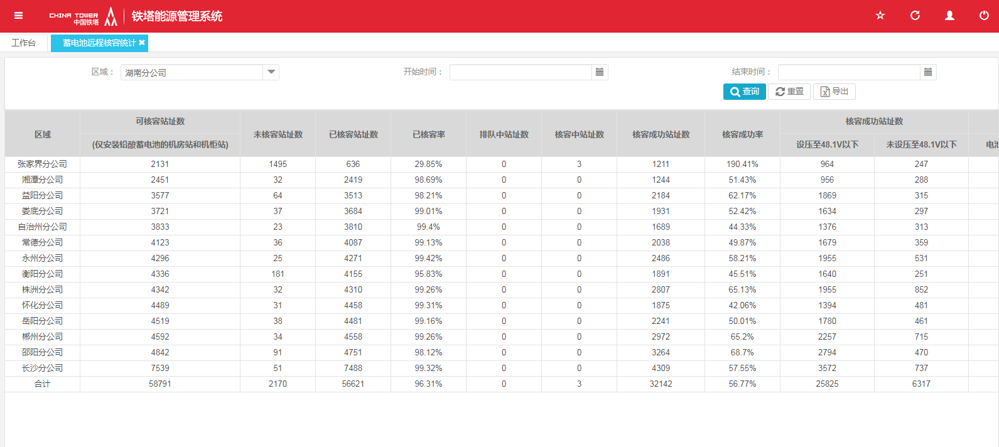 CHINA TOWER
中国铁塔
铁塔能源管理系统
工作台 蓄电池远程核容统计
区域： 湖南分公司 开始时间： 结束时间：
查询 重置 导出
区域 可核容站址数 (仅安装铅酸蓄电池的机房站和机柜站) 未核容站址数 已核容站址数 已核容率 排队中站址数 核容中站址数 核容成功站址数 核容成功率 核容成功站址数 设压至48.1V以下 未设压至48.1V以下 电池
张家界分公司 2131 1495 636 29.85% 0 3 1211 190.41% 964 247
湘潭分公司 2451 32 2419 98.69% 0 0 1244 51.43% 956 288
益阳分公司 3577 64 3513 98.21% 0 0 2184 62.17% 1869 315
娄底分公司 3721 37 3684 99.01% 0 0 1931 52.42% 1634 297
自治州分公司 3833 23 3810 99.4% 0 0 1689 44.33% 1376 313
常德分公司 4123 36 4087 99.13% 0 0 2038 49.87% 1679 359
永州分公司 4296 25 4271 99.42% 0 0 2486 58.21% 1955 531
衡阳分公司 4336 181 4155 95.83% 0 0 1891 45.51% 1640 251
株洲分公司 4342 32 4310 99.26% 0 0 2807 65.13% 1955 852
怀化分公司 4489 31 4458 99.31% 0 0 1875 42.06% 1394 481
岳阳分公司 4519 38 4481 99.16% 0 0 2241 50.01% 1780 461
郴州分公司 4592 34 4558 99.26% 0 0 2972 65.2% 2257 715
邵阳分公司 4842 91 4751 98.12% 0 0 3264 68.7% 2794 470
长沙分公司 7539 51 7488 99.32% 0 0 4309 57.55% 3572 737
合计 58791 2170 56621 96.31% 0 3 32142 56.77% 25825 6317